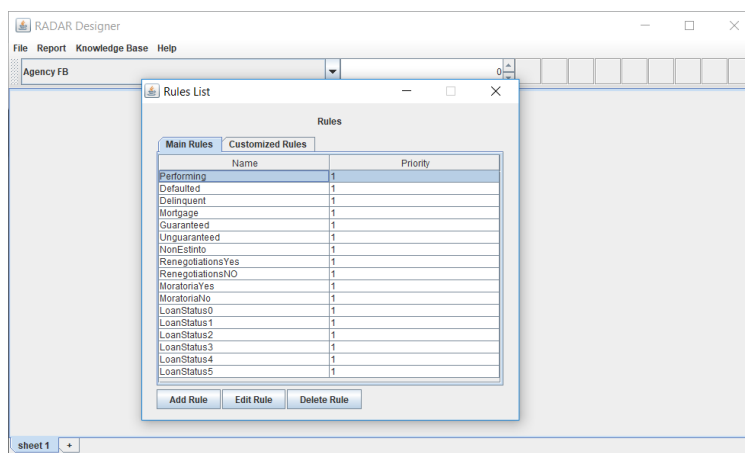 RADAR Designer
File Report Knowledge Base Help
Agency FB 0
Rules List
Rules
Main Rules Customized Rules
Name Priority
Performing 1
Defaulted 1
Delinquent 1
Mortgage 1
Guaranteed 1
Unguaranteed 1
NonEstinto 1
RenegotiationsYes 1
RenegotiationsNO 1
MoratoriaYes 1
MoratoriaNo 1
LoanStatus0 1
LoanStatus1 1
LoanStatus2 1
LoanStatus3 1
LoanStatus4 1
LoanStatus5 1
Add Rule Edit Rule Delete Rule
sheet 1 +